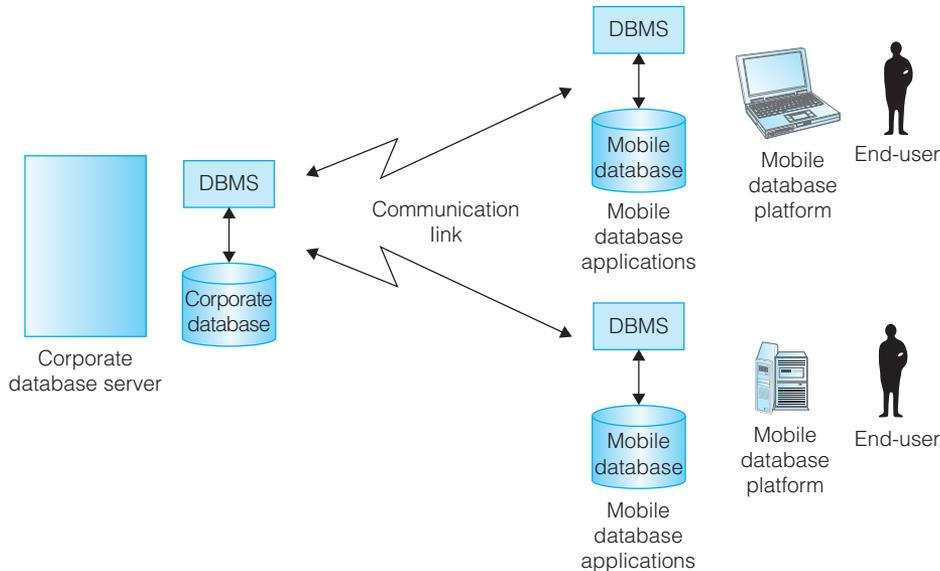 DBMS
Mobile
database
Mobile
database
applications
Mobile
database
platform
End-user
DBMS
Corporate
database
Corporate
database server
Communication
link
DBMS
Mobile
database
Mobile
database
applications
Mobile
database
platform
End-user